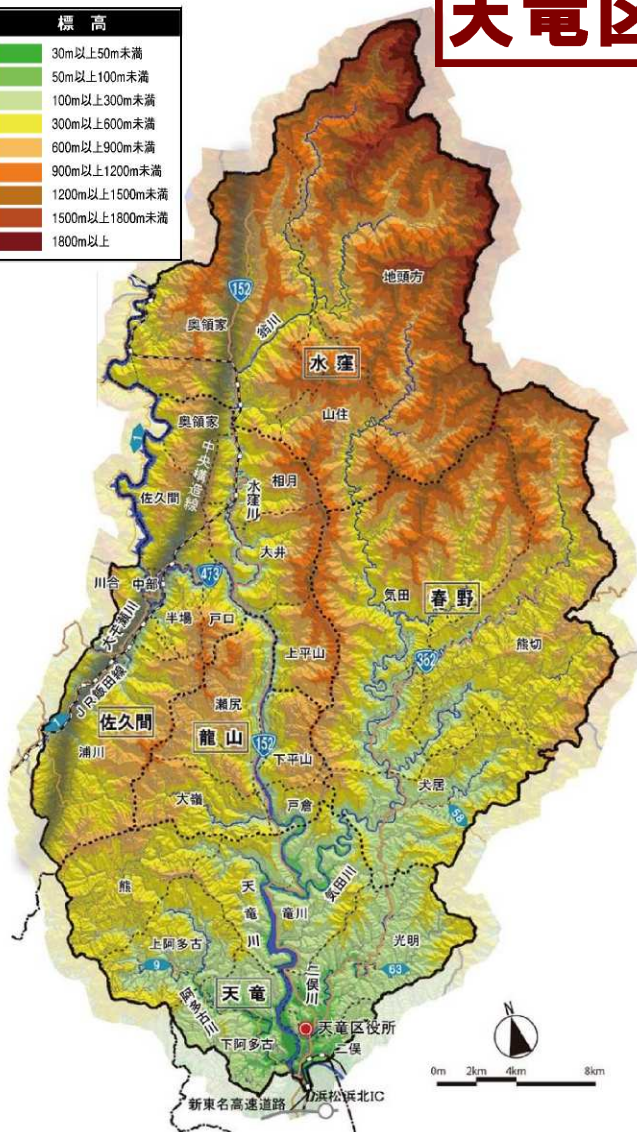 天竜区
標 高
30m以上50m未満
50m以上100m未満
100m以上300m未満
300m以上600m未満
600m以上900m未満
900m以上1200m未満
1200m以上1500m未満
1500m以上1800m未満
1800m以上
地頭方
152
奥領家
翁川
水窪
山住
奥領家
1
中央構造線
相月
佐久間
水窪川
大井
473
川合
中部
気田
春野
半場
戸口
大千瀬川
熊切
362
上平山
JR飯田線
瀬尻
1
佐久間
龍山
152
浦川
下平山
犬居
大嶺
戸倉
58
気田川
熊
天竜川
竜川
上阿多古
光明
9
63
二俣川
天竜
阿多古川
天竜区役所
下阿多古
二俣
N
0m 2km 4km 8km
浜松浜北IC
新東名高速道路